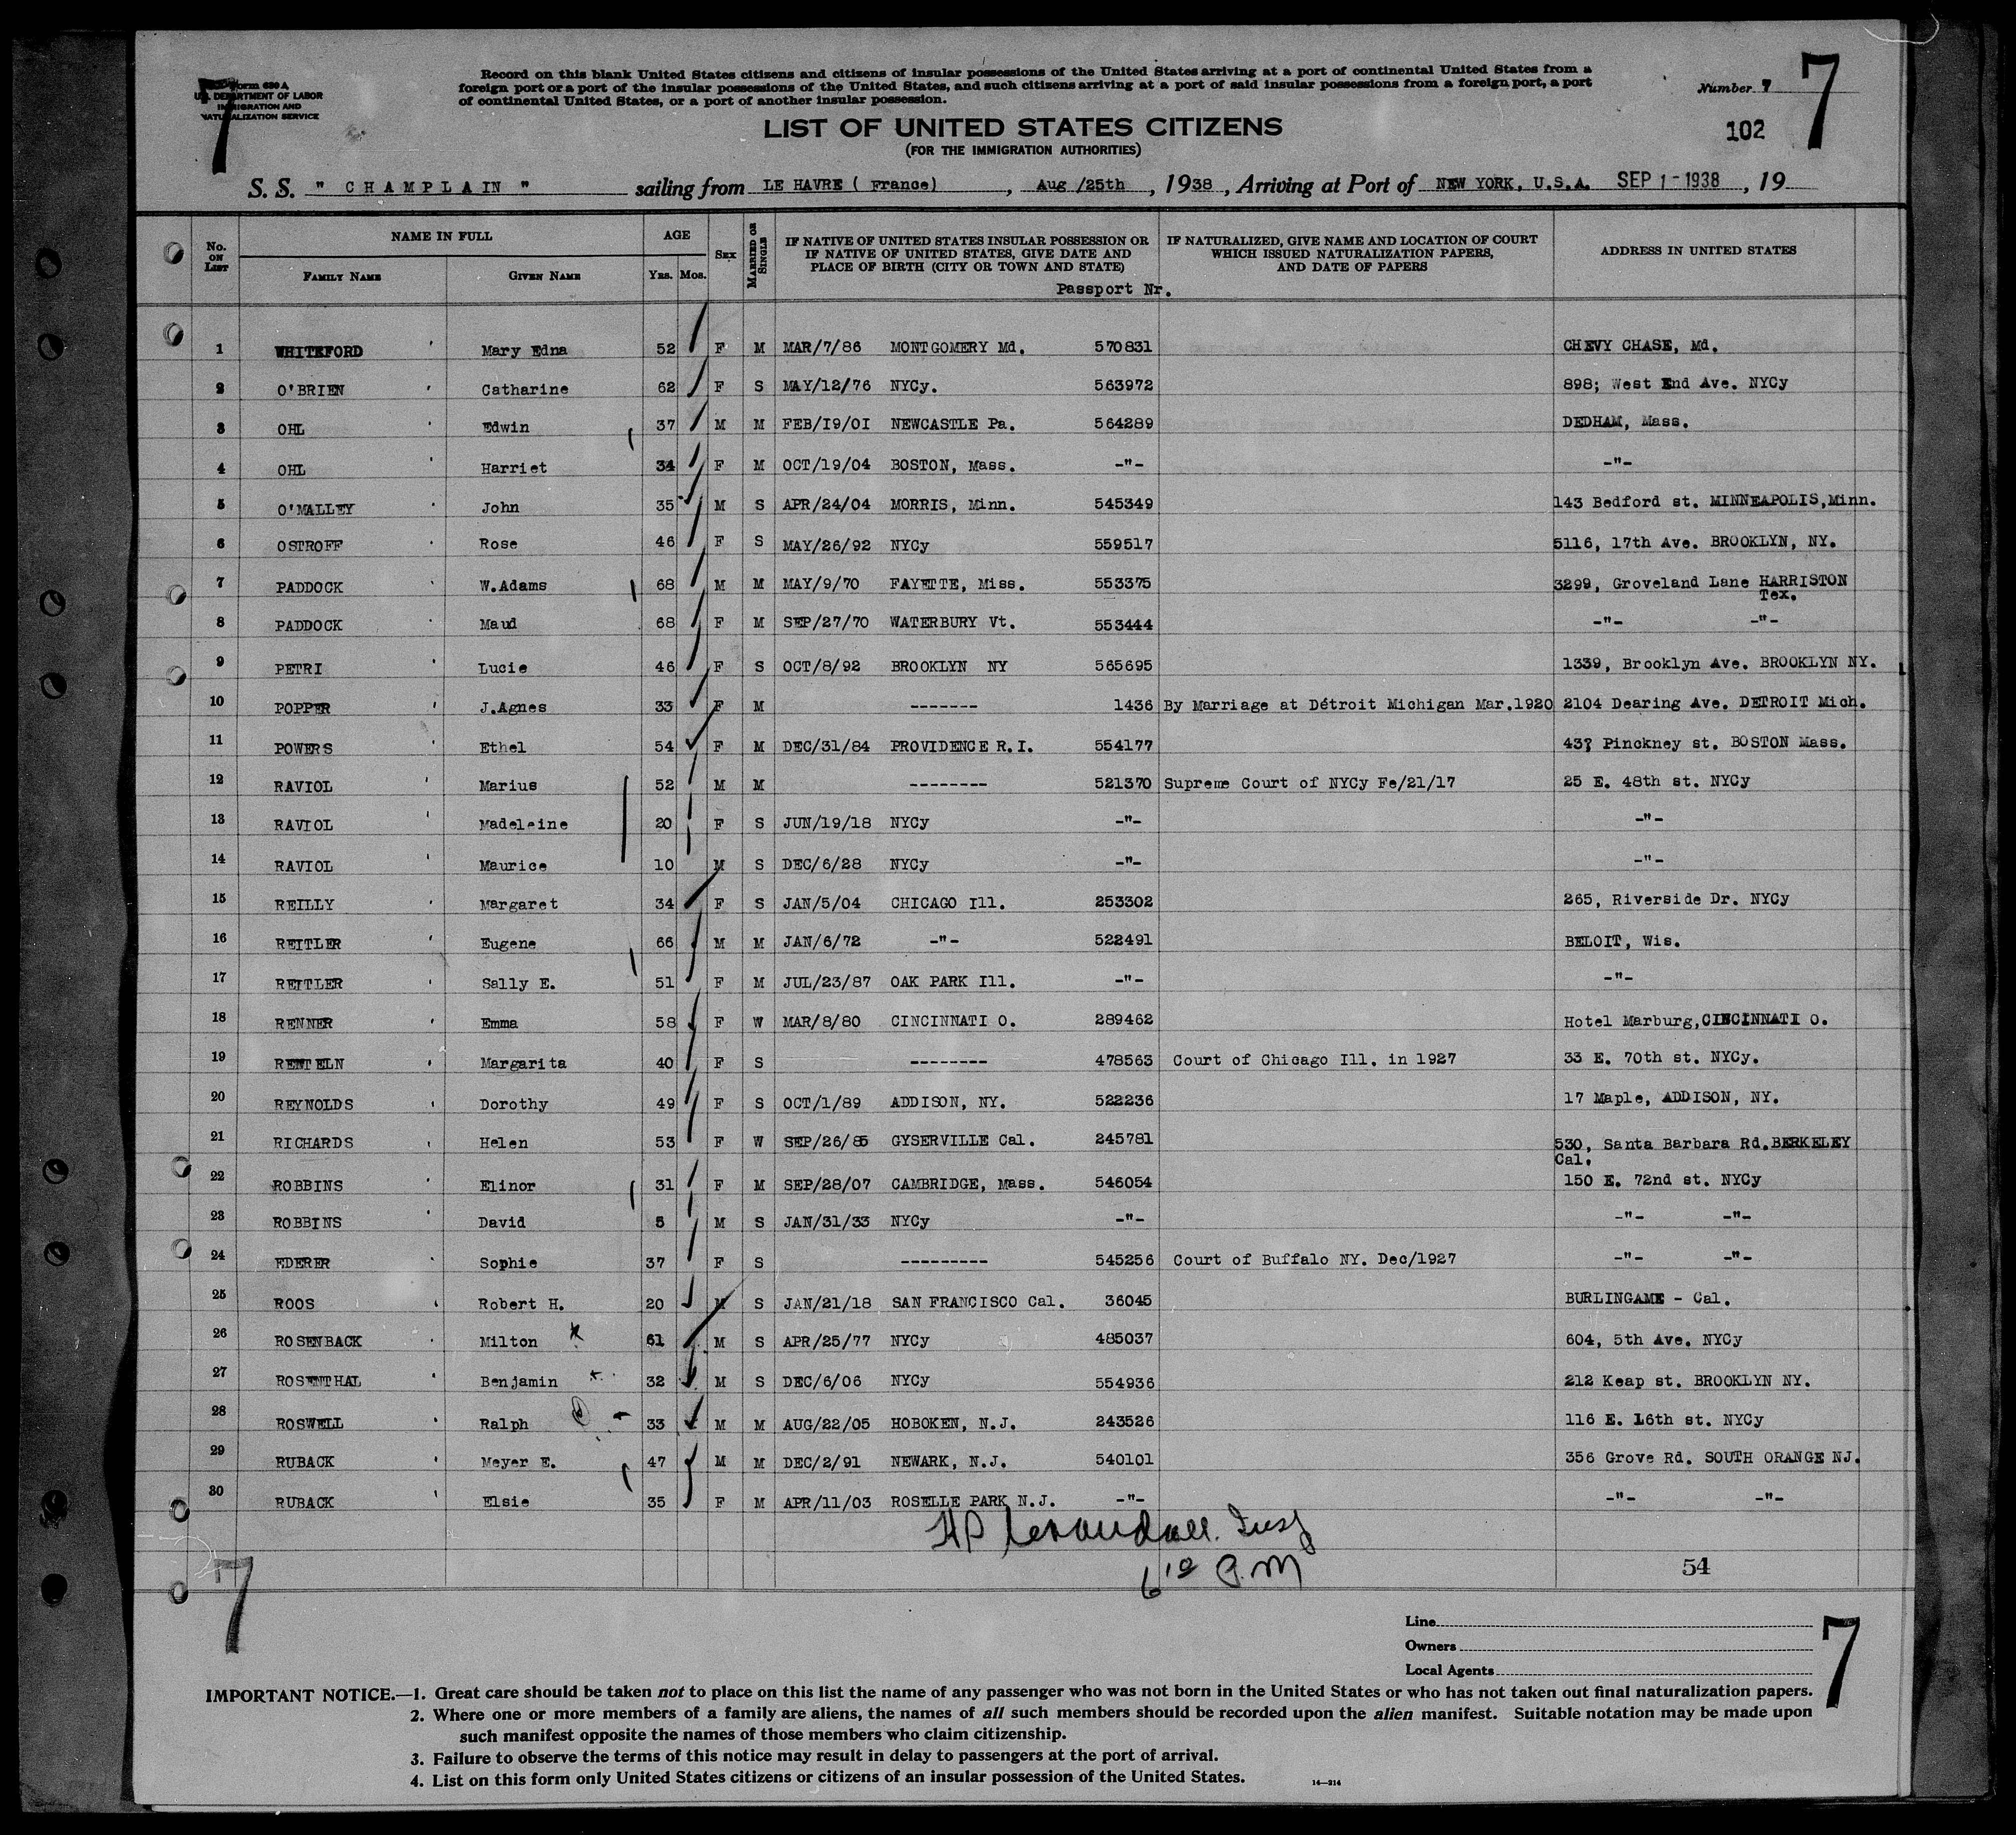 Form 630 A
U.S. DEPARTMENT OF LABOR
IMMIGRATION AND
NATURALIZATION SERVICE
7
Record on this blank United States citizens and citizens of insular possessions of the United States arriving at a port of continental United States from a
foreign port or a port of the insular possessions of the United States, and such citizens arriving at a port of said insular possessions from a foreign port, a port
of continental United States, or a port of another insular possession.
Number 7
7
102
LIST OF UNITED STATES CITIZENS
(FOR THE IMMIGRATION AUTHORITIES)
S. S. " CHAMPLAIN " sailing from LE HAVRE ( France) , Aug /25th , 1938 , Arriving at Port of NEW YORK, U.S.A. SEP 1 - 1938 , 19
No. ON LIST NAME IN FULL FAMILY NAME GIVEN NAME AGE YRS. MOS. SEX MARRIED OR SINGLE IF NATIVE OF UNITED STATES INSULAR POSSESSION OR IF NATIVE OF UNITED STATES, GIVE DATE AND PLACE OF BIRTH (CITY OR TOWN AND STATE) Passport Nr. IF NATURALIZED, GIVE NAME AND LOCATION OF COURT WHICH ISSUED NATURALIZATION PAPERS, AND DATE OF PAPERS ADDRESS IN UNITED STATES
1 WHITEFORD Mary Edna 52 F M MAR/7/86 MONTGOMERY Md. 570831 CHEVY CHASE, Md.
2 O'BRIEN Catharine 62 F S MAY/12/76 NYCy. 563972 898; West End Ave. NYCy
3 OHL Edwin 37 M M FEB/I9/0I NEWCASTLE Pa. 564289 DEDHAM, Mass.
4 OHL Harriet 34 F M OCT/19/04 BOSTON, Mass. -"- -"-
5 O'MALLEY John 35 M S APR/24/04 MORRIS, Minn. 545349 143 Bedford st. MINNEAPOLIS,Minn.
6 OSTROFF Rose 46 F S MAY/26/92 NYCy 559517 5116, 17th Ave. BROOKLYN, NY.
7 PADDOCK W.Adams 68 M M MAY/9/70 FAYETTE, Miss. 553375 3299, Groveland Lane HARRISTON
Tex.
8 PADDOCK Maud 68 F M SEP/27/70 WATERBURY Vt. 553444 -"- -"-
9 PETRI Lucie 46 F S OCT/8/92 BROOKLYN NY 565695 1339, Brooklyn Ave. BROOKLYN NY.
10 POPPER J.Agnes 33 F M ------- 1436 By Marriage at Détroit Michigan Mar.1920 2104 Dearing Ave. DETROIT Mich.
11 POWERS Ethel 54 F M DEC/31/84 PROVIDENCE R.I. 554177 Pinckney st. BOSTON Mass.
12 RAVIOL Marius 52 M M -------- 521370 Supreme Court of NYCy Fe/21/17 25 E. 48th st. NYCy
13 RAVIOL Madeleine 20 F S JUN/19/18 NYCy -"- -"-
14 RAVIOL Maurice 10 M S DEC/6/28 NYCy -"- -"-
15 REILLY Margaret 34 F S JAN/5/04 CHICAGO Ill. 253302 265, Riverside Dr. NYCy
16 REITLER Eugene 66 M M JAN/6/72 -"- 522491 BELOIT, Wis.
17 REITLER Sally E. 51 F M JUL/23/87 OAK PARK Ill. -"- -"-
18 RENNER Emma 58 F W MAR/8/80 CINCINNATI O. 289462 Hotel Marburg,CINCINNATI O.
19 RENTELN Margarita 40 F S -------- 478563 Court of Chicago Ill. in 1927 33 E. 70th st. NYCy.
20 REYNOLDS Dorothy 49 F S OCT/1/89 ADDISON, NY. 522236 17 Maple, ADDISON, NY.
21 RICHARDS Helen 53 F W SEP/26/85 GYSERVILLE Cal. 245781 530, Santa Barbara Rd.BERKELEY
Cal.
22 ROBBINS Elinor 31 F M SEP/28/07 CAMBRIDGE, Mass. 546054 150 E. 72nd st. NYCy
23 ROBBINS David 5 M S JAN/31/33 NYCy -"- -"- -"-
24 EDERER Sophie 37 F S --------- 545256 Court of Buffalo NY. Dec/1927 -"- -"-
25 ROOS Robert H. 20 M S JAN/21/18 SAN FRANCISCO Cal. 36045 BURLINGAME - Cal.
26 ROSENBACK Milton 61 M S APR/25/77 NYCy 485037 604, 5th Ave. NYCy
27 ROSENTHAL Benjamin 32 M S DEC/6/06 NYCy 554936 212 Keap st. BROOKLYN NY.
28 ROSWELL Ralph 33 M M AUG/22/05 HOBOKEN, N.J. 243526 116 E. 16th st. NYCy
29 RUBACK Meyer E. 47 M M DEC/2/91 NEWARK, N.J. 540101 356 Grove Rd. SOUTH ORANGE NJ.
30 RUBACK Elsie 35 F M APR/11/03 ROSELLE PARK N.J. -"- -"- -"-
6 10 P.M
54
7
Line
Owners
Local Agents
7
IMPORTANT NOTICE.—1. Great care should be taken not to place on this list the name of any passenger who was not born in the United States or who has not taken out final naturalization papers.
2. Where one or more members of a family are aliens, the names of all such members should be recorded upon the alien manifest. Suitable notation may be made upon
such manifest opposite the names of those members who claim citizenship.
3. Failure to observe the terms of this notice may result in delay to passengers at the port of arrival.
4. List on this form only United States citizens or citizens of an insular possession of the United States.
14—214